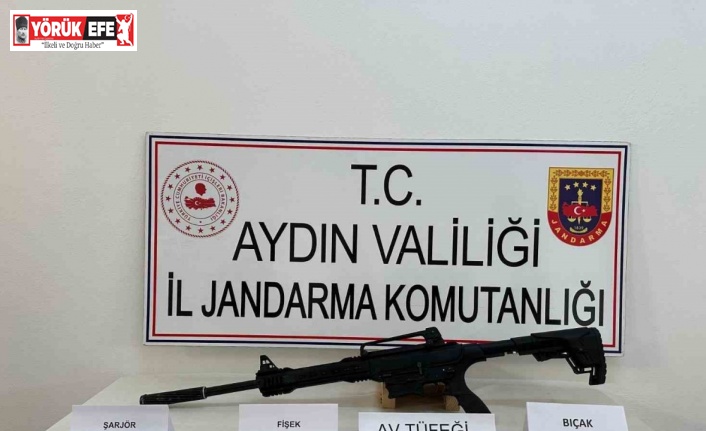 YÖRÜK EFE
"İlkeli ve Doğru Haber"
T.C.
AYDIN VALİLİĞİ
İL JANDARMA KOMUTANLIĞI
JANDARMA
ŞARJÖR
FİŞEK
AV TÜFEĞİ
BIÇAK